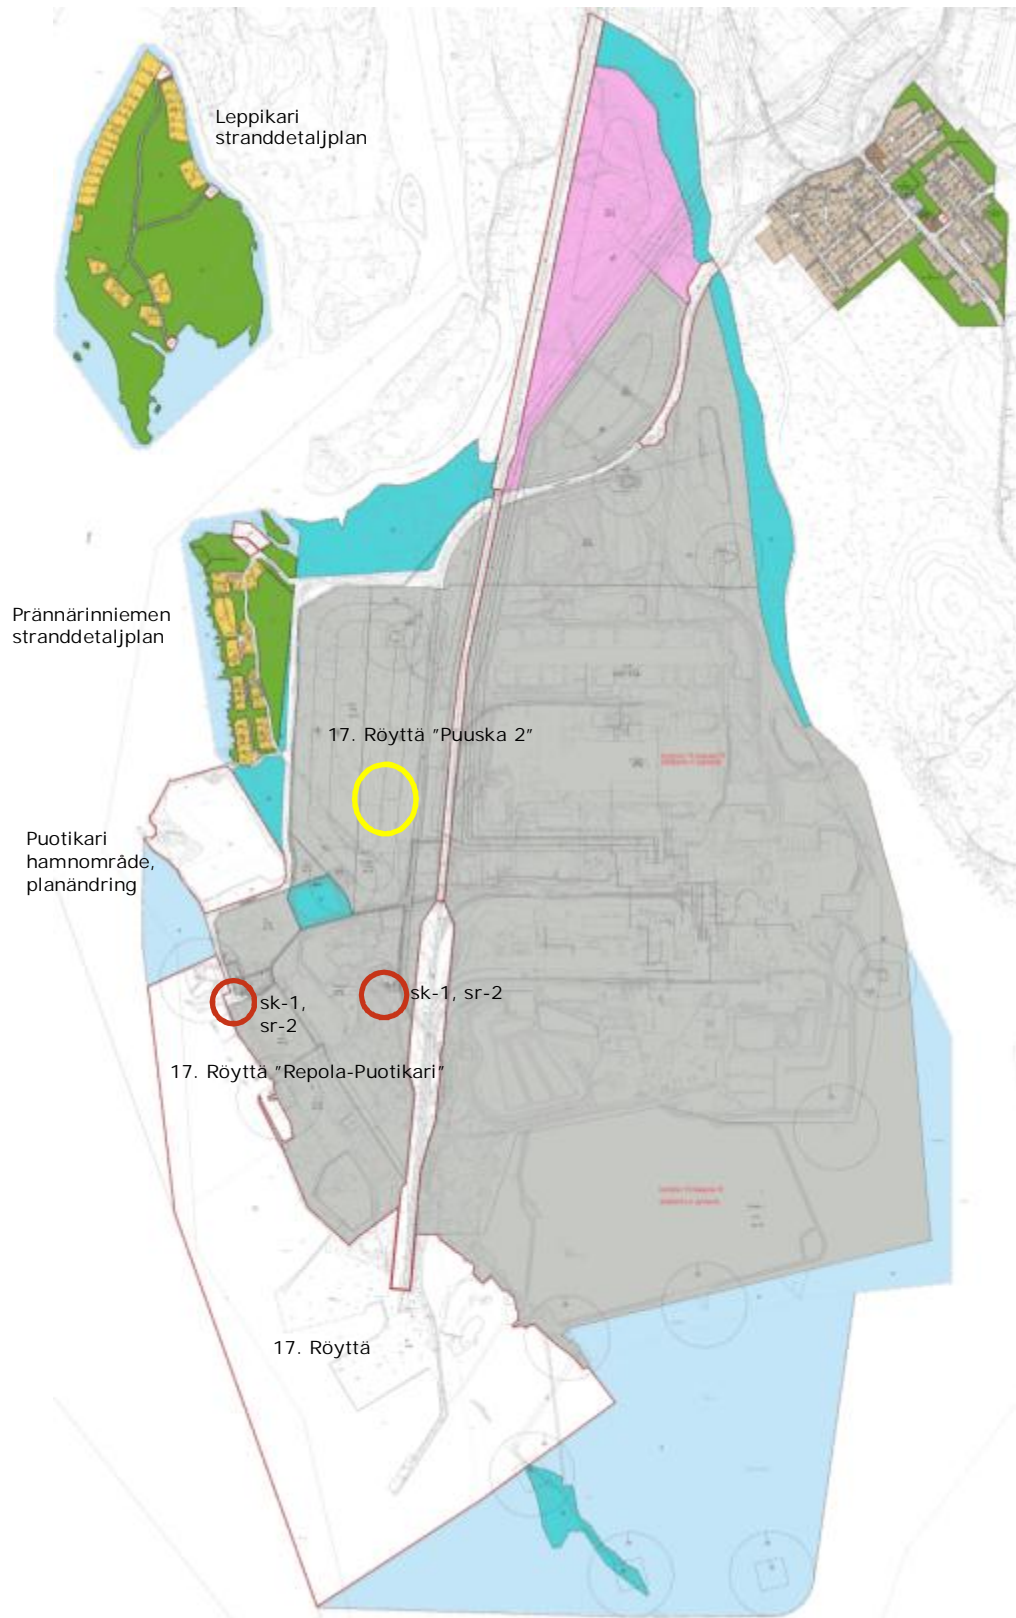 Leppikari
stranddetaljplan
Prännärinniemen
stranddetaljplan
17. Röyttä "Puuska 2"
Puotikari
hamnområde,
planändring
sk-1,
sr-2
sk-1, sr-2
17. Röyttä "Repola-Puotikari"
17. Röyttä